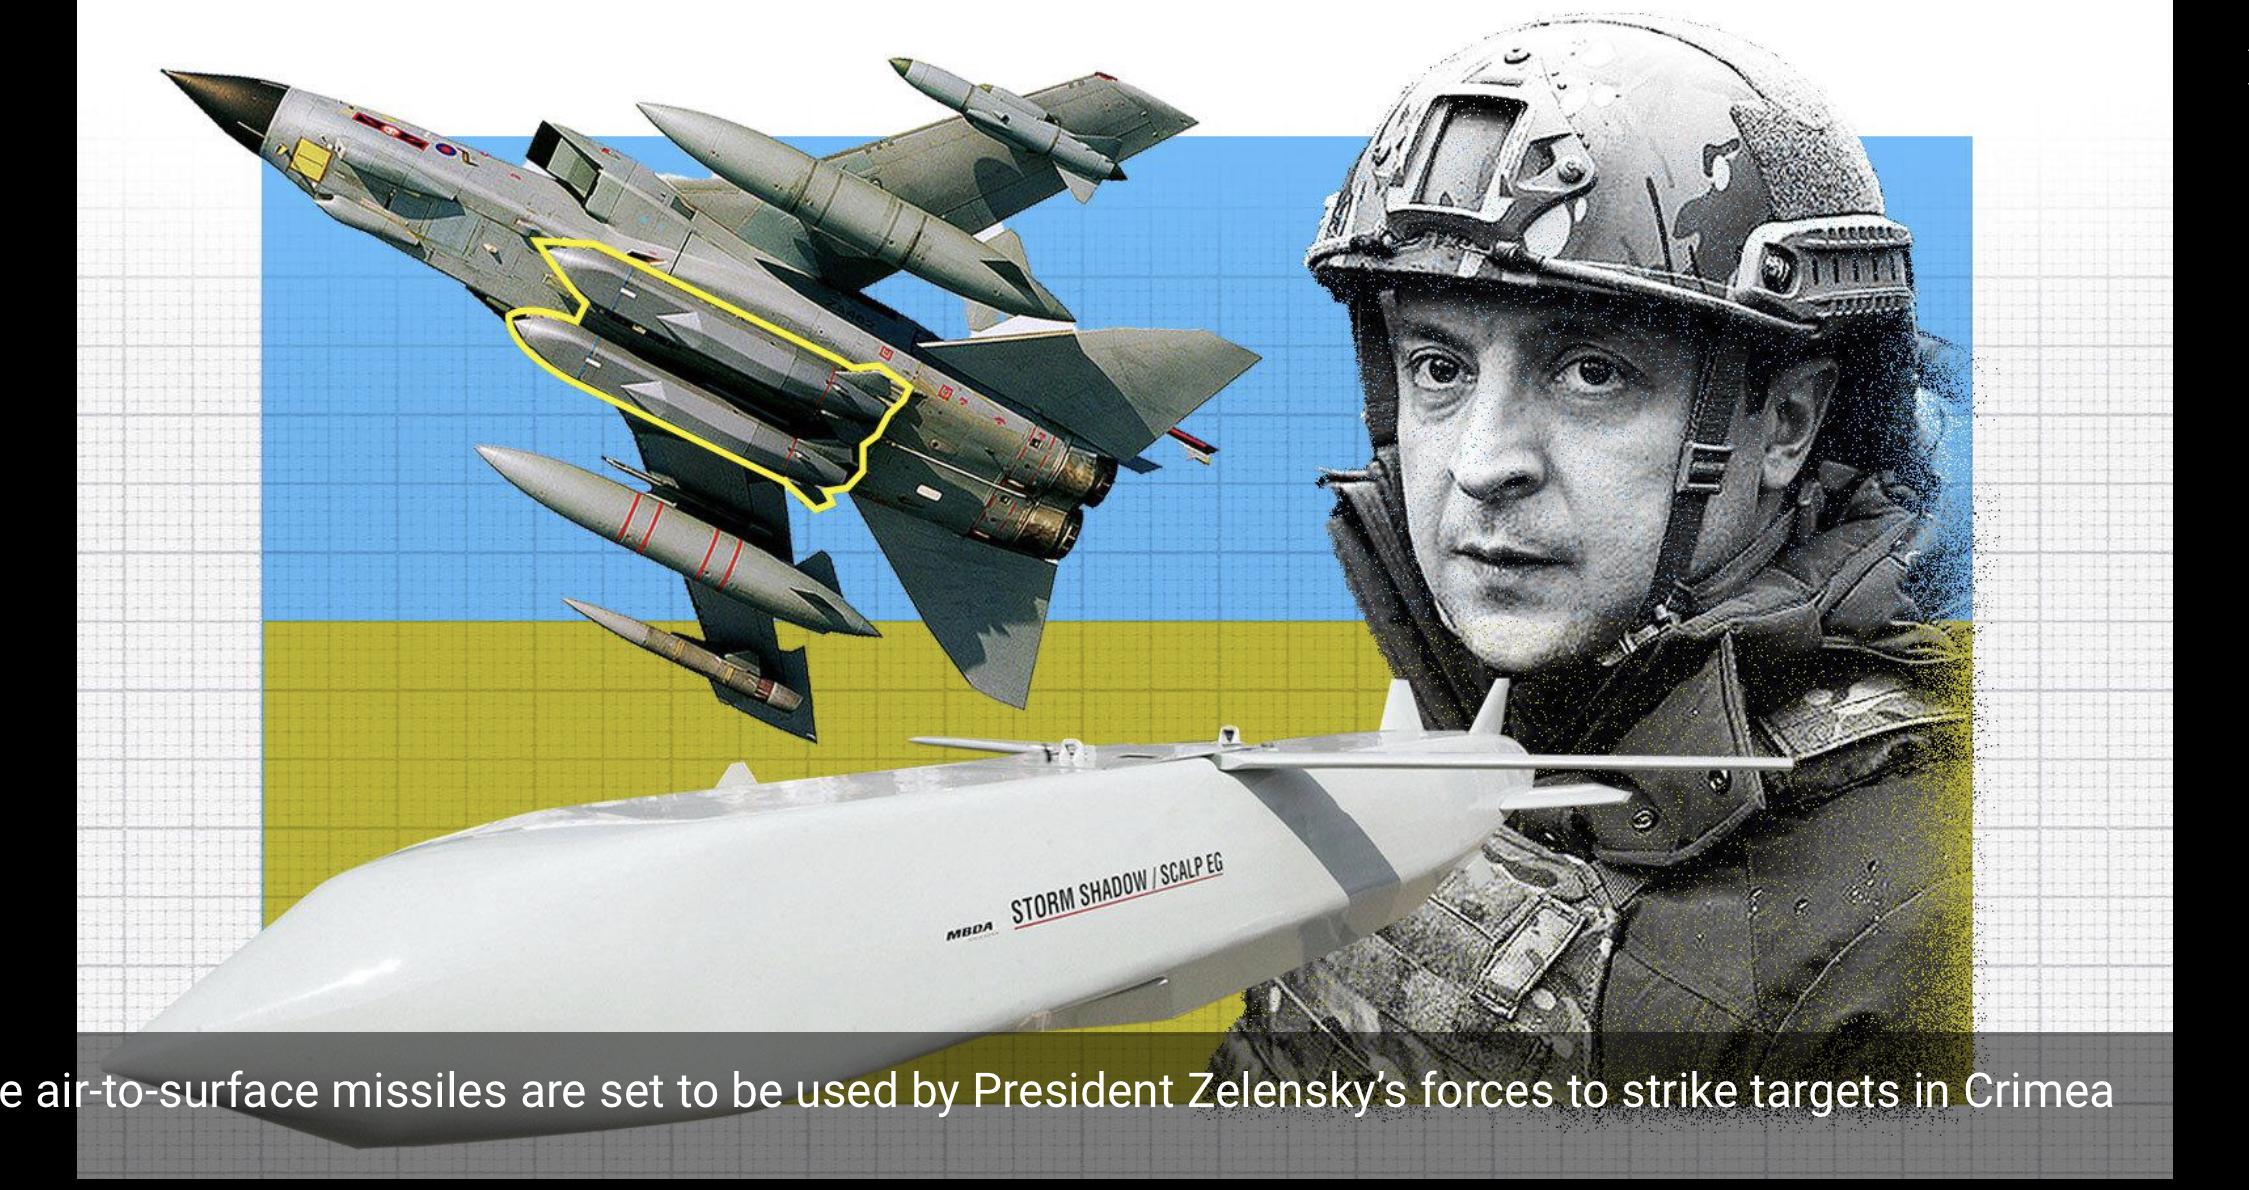 STORM SHADOW / SCALP EG
MBDA
e air-to-surface missiles are set to be used by President Zelensky’s forces to strike targets in Crimea